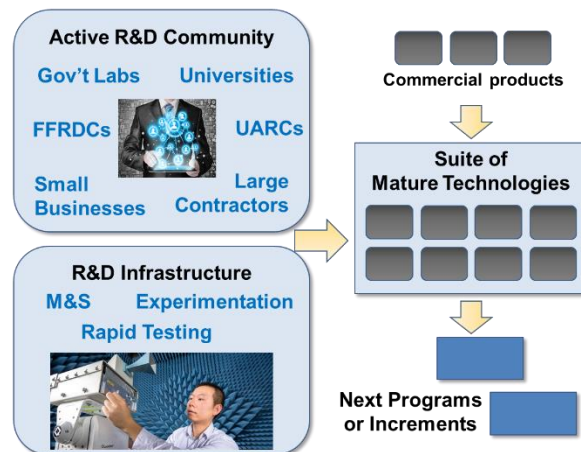 Active R&D Community
Gov't Labs Universities
FFRDCs UARCs
Small Large
Businesses Contractors
R&D Infrastructure
M&S Experimentation
Rapid Testing
Commercial products
Suite of
Mature Technologies
Next Programs
or Increments